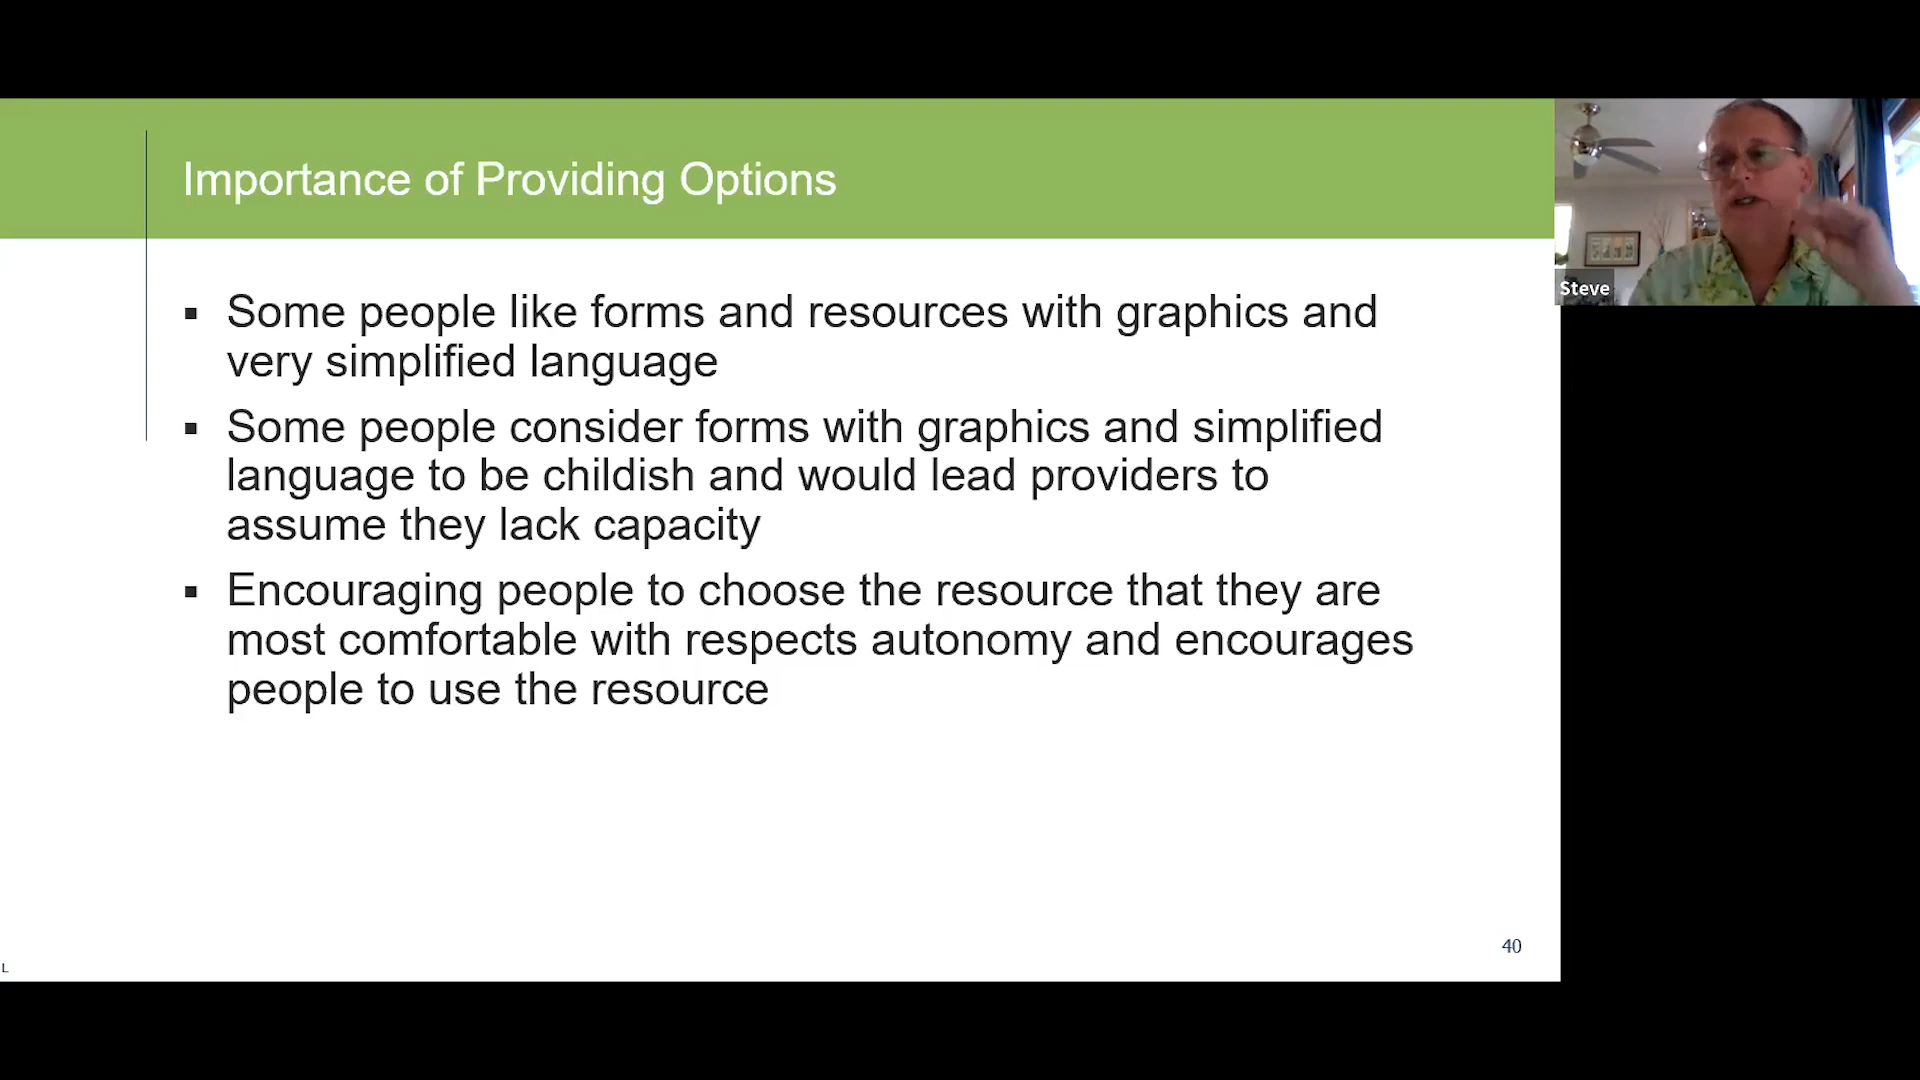 Importance of Providing Options
Steve
▪ Some people like forms and resources with graphics and
very simplified language
▪ Some people consider forms with graphics and simplified
language to be childish and would lead providers to
assume they lack capacity
▪ Encouraging people to choose the resource that they are
most comfortable with respects autonomy and encourages
people to use the resource
40
L